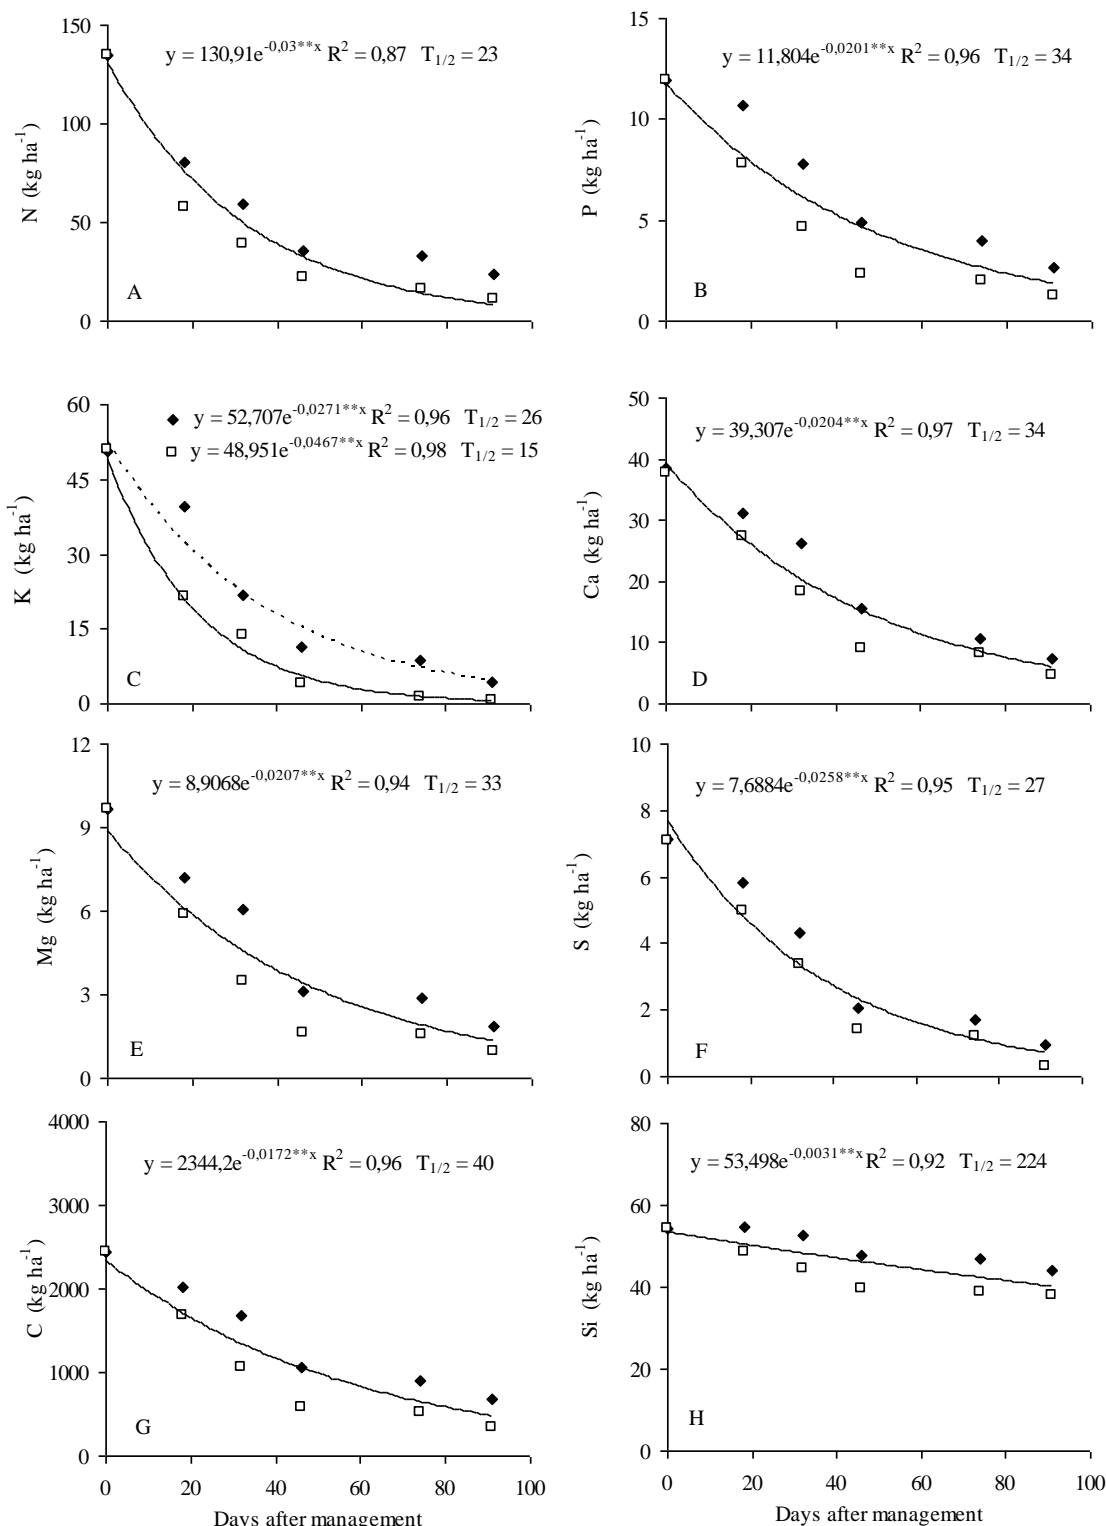 150
100
50
0
N (kg ha⁻¹)
y = 130,91e^-0,03**x R² = 0,87 T₁/₂ = 23
A
15
10
5
0
P (kg ha⁻¹)
y = 11,804e^-0,0201**x R² = 0,96 T₁/₂ = 34
B
60
45
30
15
0
K (kg ha⁻¹)
y = 52,707e^-0,0271**x R² = 0,96 T₁/₂ = 26
y = 48,951e^-0,0467**x R² = 0,98 T₁/₂ = 15
C
50
40
30
20
10
0
Ca (kg ha⁻¹)
y = 39,307e^-0,0204**x R² = 0,97 T₁/₂ = 34
D
12
9
6
3
0
Mg (kg ha⁻¹)
y = 8,9068e^-0,0207**x R² = 0,94 T₁/₂ = 33
E
10
8
6
4
2
0
S (kg ha⁻¹)
y = 7,6884e^-0,0258**x R² = 0,95 T₁/₂ = 27
F
4000
3000
2000
1000
0
C (kg ha⁻¹)
y = 2344,2e^-0,0172**x R² = 0,96 T₁/₂ = 40
G
0 20 40 60 80 100
Days after management
80
60
40
20
0
Si (kg ha⁻¹)
y = 53,498e^-0,0031**x R² = 0,92 T₁/₂ = 224
H
0 20 40 60 80 100
Days after management